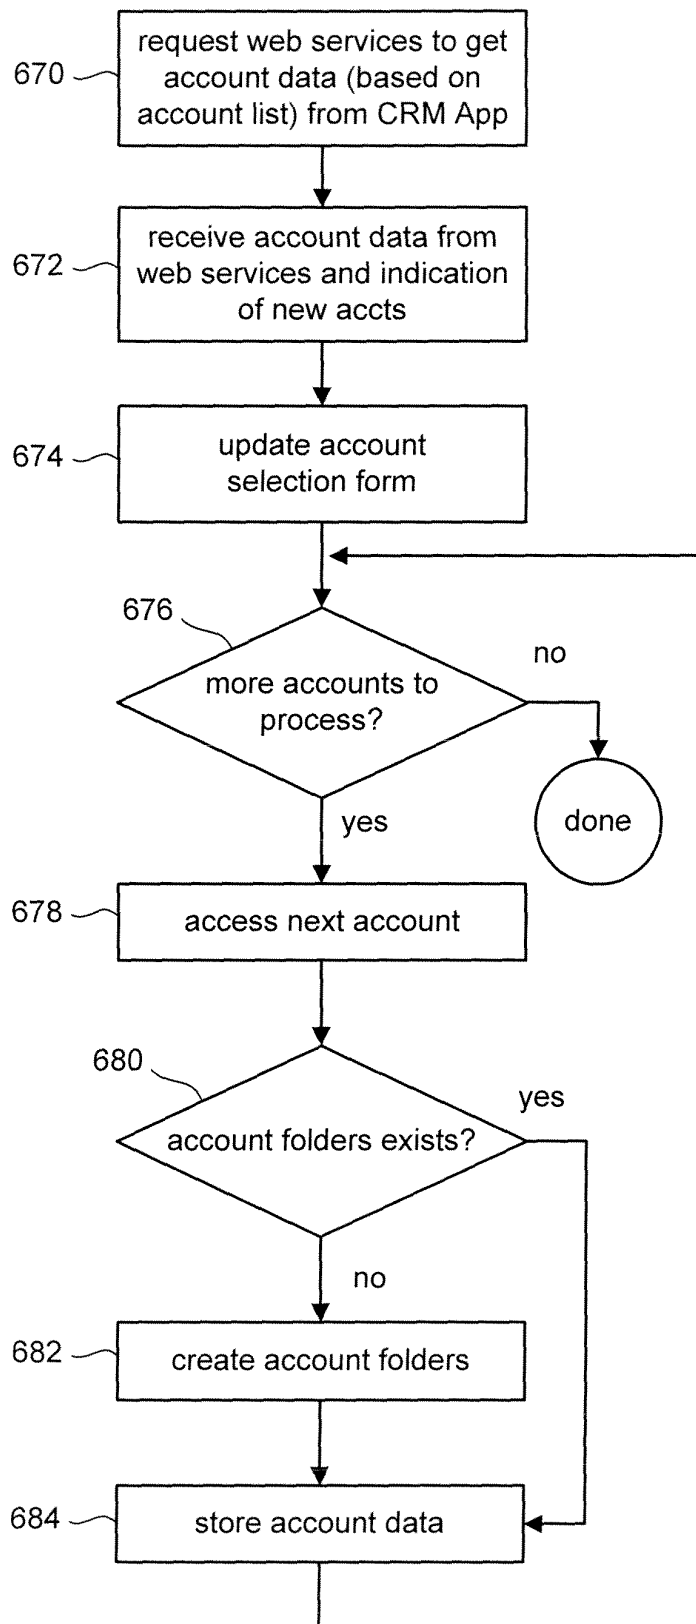 670
request web services to get
account data (based on
account list) from CRM App
672
receive account data from
web services and indication
of new accts
674
update account
selection form
676
more accounts to
process?
no
done
yes
678
access next account
680
account folders exists?
yes
no
682
create account folders
684
store account data